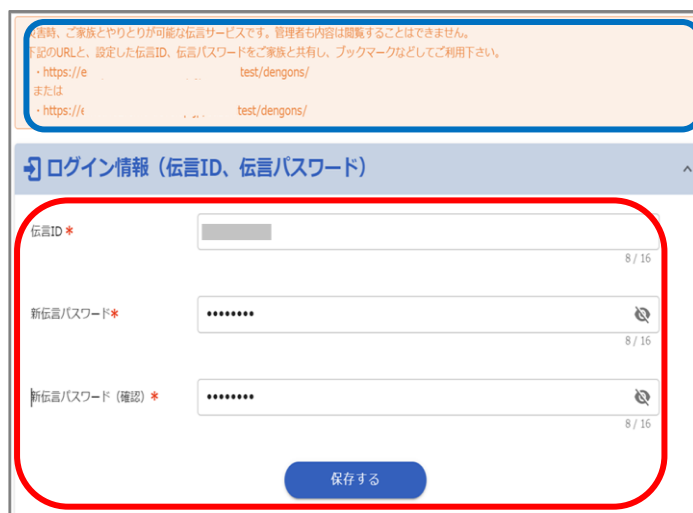 災害時、ご家族とやりとりが可能な伝言サービスです。管理者も内容は閲覧することはできません。
下記のURLと、設定した伝言ID、伝言パスワードをご家族と共有し、ブックマークなどしてご利用下さい。
・https://e test/dengons/
または
・https://e test/dengons/
ログイン情報（伝言ID、伝言パスワード）
伝言ID *
8 / 16
新伝言パスワード*
••••••••
8 / 16
新伝言パスワード（確認）*
••••••••
8 / 16
保存する